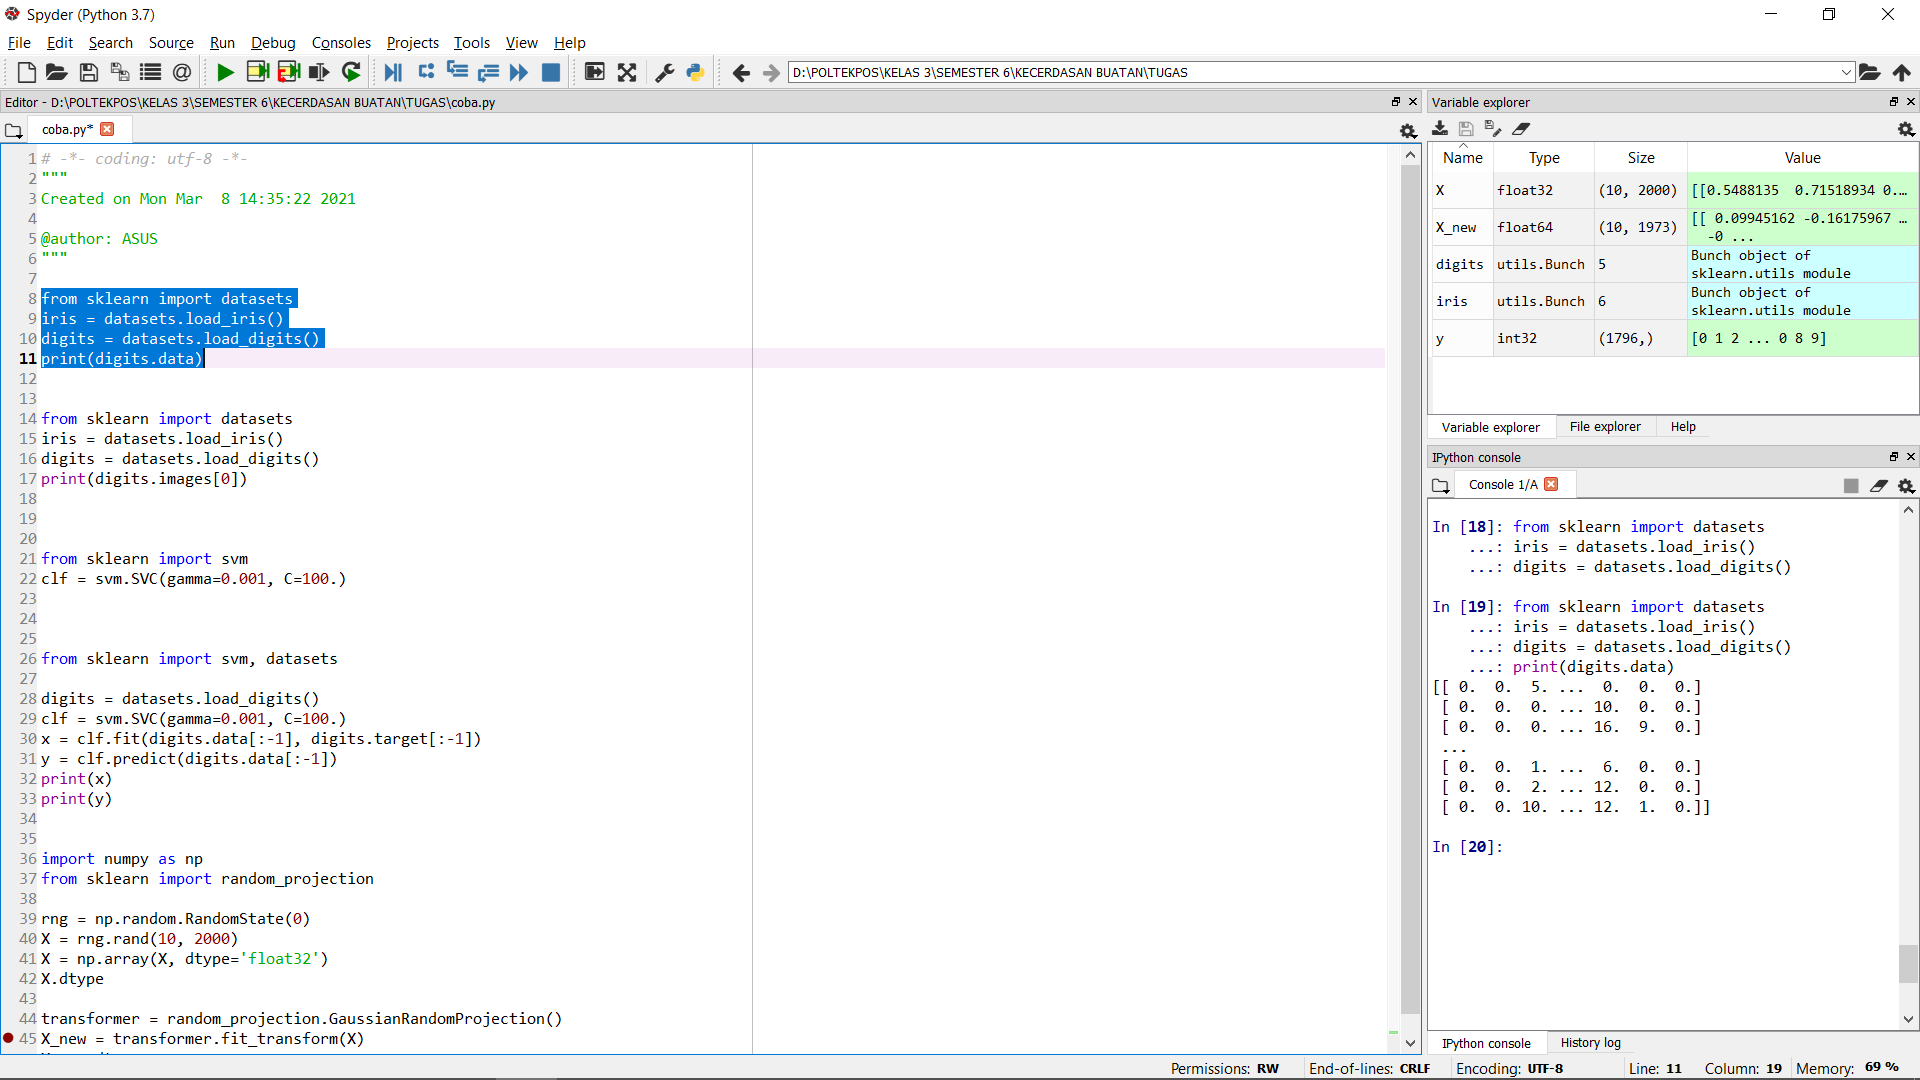 Spyder (Python 3.7)
File Edit Search Source Run Debug Consoles Projects Tools View Help
D:\POLTEKPOS\KELAS 3\SEMESTER 6\KECERDASAN BUATAN\TUGAS
Editor - D:\POLTEKPOS\KELAS 3\SEMESTER 6\KECERDASAN BUATAN\TUGAS\coba.py
coba.py*
1 # -*- coding: utf-8 -*-
2 """
3 Created on Mon Mar  8 14:35:22 2021
4
5 @author: ASUS
6 """
7
8 from sklearn import datasets
9 iris = datasets.load_iris()
10 digits = datasets.load_digits()
11 print(digits.data)
12
13
14 from sklearn import datasets
15 iris = datasets.load_iris()
16 digits = datasets.load_digits()
17 print(digits.images[0])
18
19
20
21 from sklearn import svm
22 clf = svm.SVC(gamma=0.001, C=100.)
23
24
25
26 from sklearn import svm, datasets
27
28 digits = datasets.load_digits()
29 clf = svm.SVC(gamma=0.001, C=100.)
30 x = clf.fit(digits.data[:-1], digits.target[:-1])
31 y = clf.predict(digits.data[:-1])
32 print(x)
33 print(y)
34
35
36 import numpy as np
37 from sklearn import random_projection
38
39 rng = np.random.RandomState(0)
40 X = rng.rand(10, 2000)
41 X = np.array(X, dtype='float32')
42 X.dtype
43
44 transformer = random_projection.GaussianRandomProjection()
45 X_new = transformer.fit_transform(X)
Variable explorer
Name Type Size Value
X float32 (10, 2000) [[0.5488135  0.71518934 0...
X_new float64 (10, 1973) [[ 0.09945162 -0.16175967 ...
-0 ...
digits utils.Bunch 5 Bunch object of
sklearn.utils module
iris utils.Bunch 6 Bunch object of
sklearn.utils module
y int32 (1796,) [0 1 2 ... 0 8 9]
Variable explorer File explorer Help
IPython console
Console 1/A
In [18]: from sklearn import datasets
...: iris = datasets.load_iris()
...: digits = datasets.load_digits()
In [19]: from sklearn import datasets
...: iris = datasets.load_iris()
...: digits = datasets.load_digits()
...: print(digits.data)
[[ 0.  0.  5. ...  0.  0.  0.]
[ 0.  0.  0. ... 10.  0.  0.]
[ 0.  0.  0. ... 16.  9.  0.]
...
[ 0.  0.  1. ...  6.  0.  0.]
[ 0.  0.  2. ... 12.  0.  0.]
[ 0.  0. 10. ... 12.  1.  0.]]
In [20]:
IPython console History log
Permissions: RW End-of-lines: CRLF Encoding: UTF-8 Line: 11 Column: 19 Memory: 69 %